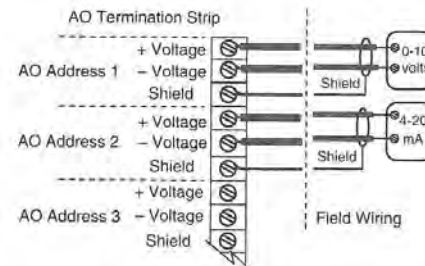 AO Termination Strip
+ Voltage
AO Address 1
− Voltage
Shield
+ Voltage
AO Address 2
− Voltage
Shield
+ Voltage
AO Address 3
− Voltage
Shield
0-10
volts
Shield
4-20
mA
Shield
Field Wiring